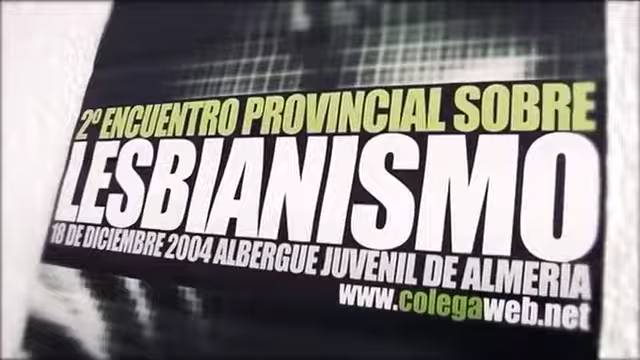 2º ENCUENTRO PROVINCIAL SOBRE
LESBIANISMO
18 DE DICIEMBRE 2004 ALBERGUE JUVENIL DE ALMERIA
www.colegaweb.net